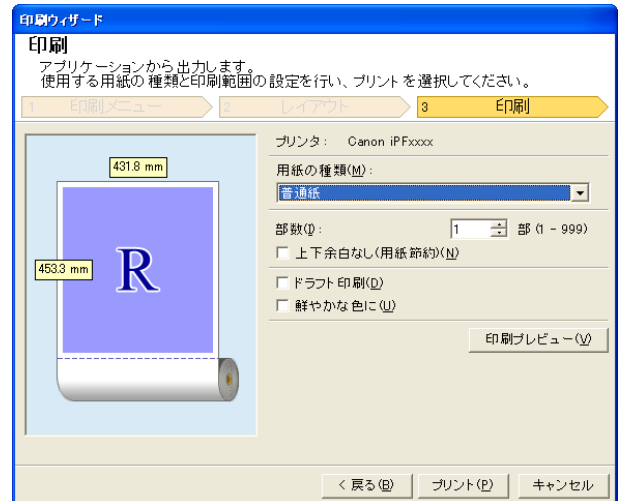 印刷ウィザード
印刷
アプリケーションから出力します。
使用する用紙の種類と印刷範囲の設定を行い、プリントを選択してください。
1 印刷メニュー 2 レイアウト 3 印刷
プリンタ: Canon iPFxxxx
431.8 mm
用紙の種類(M):
普通紙
部数(I): 1 部 (1 - 999)
上下余白なし(用紙節約)(N)
453.3 mm
R
ドラフト印刷(D)
鮮やかな色に(U)
印刷プレビュー(V)
< 戻る(B) プリント(P) キャンセル